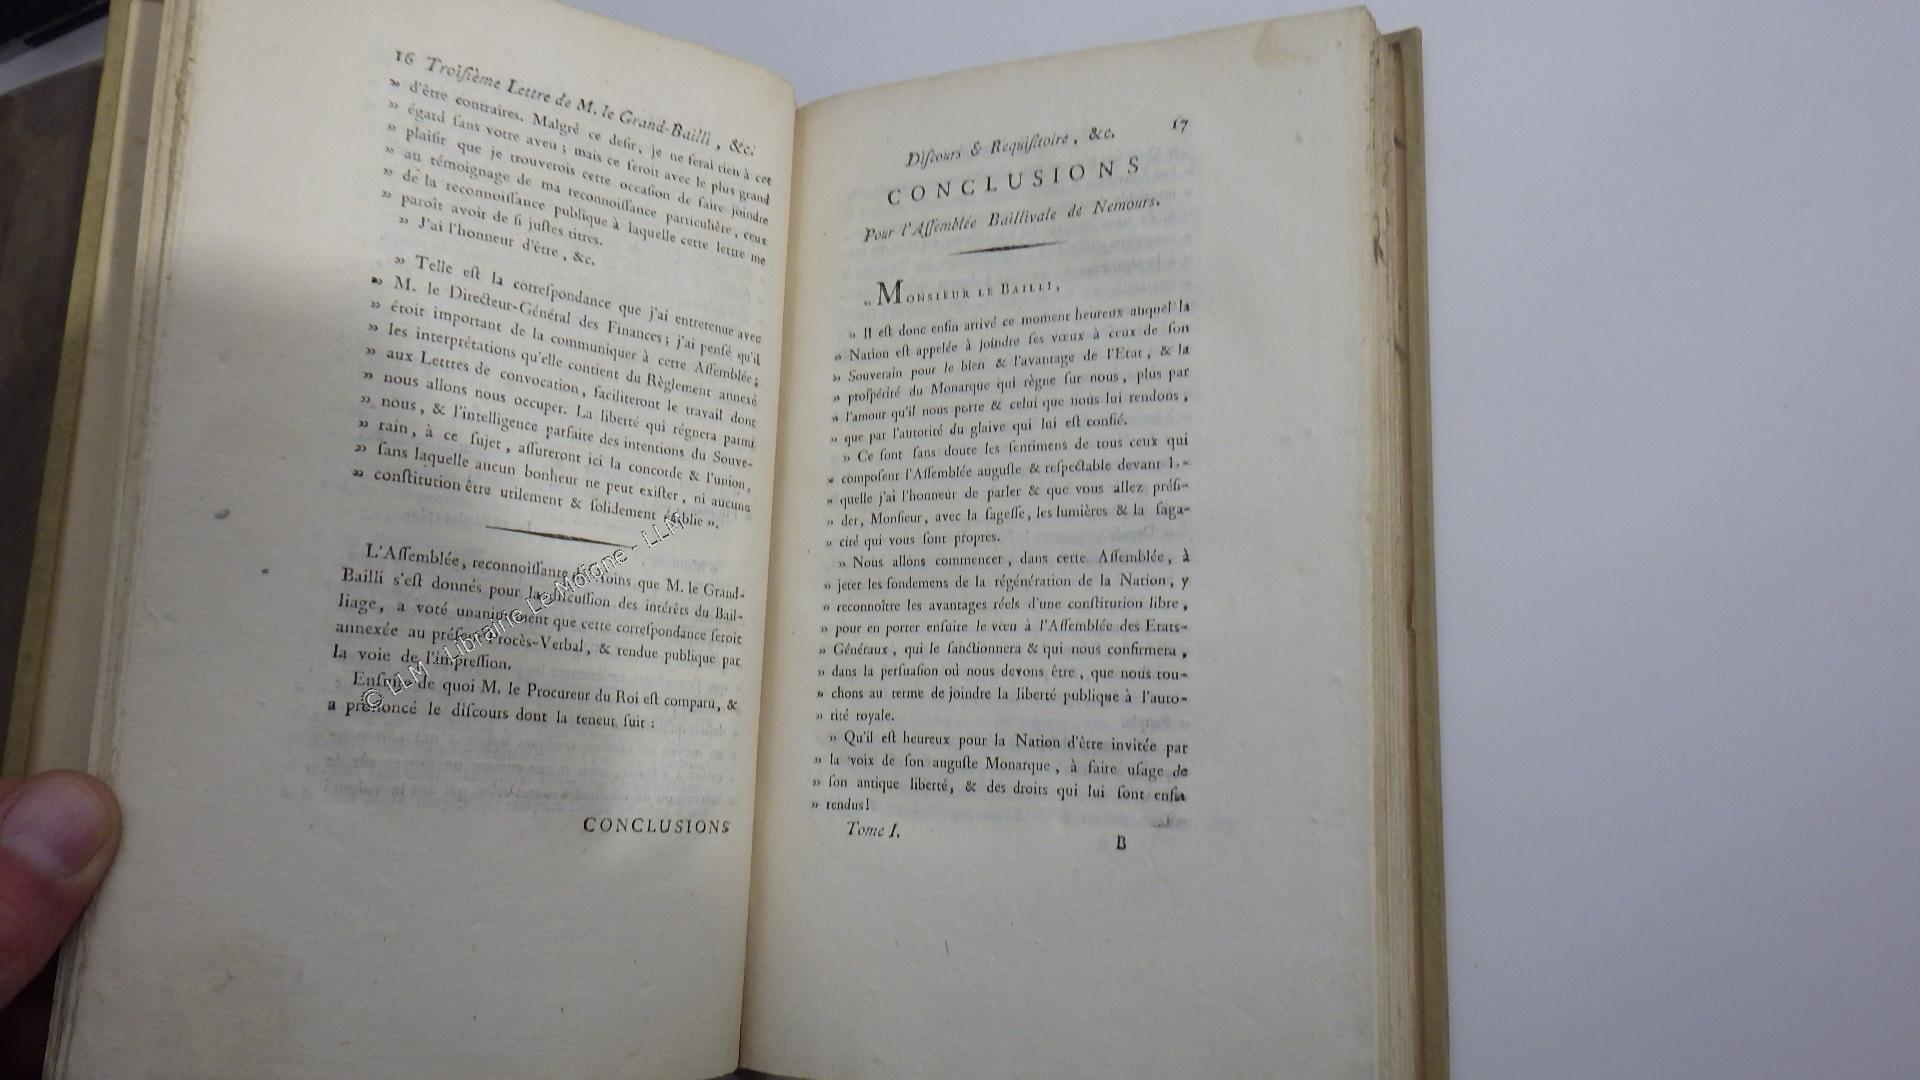 16 Troiſième Lettre de M. le Grand-Bailli, &c.
» d'être contraires. Malgré ce deſir, je ne ferai rien à cet
» égard ſans votre aveu ; mais ce ſeroit avec le plus grand
» plaiſir que je trouverois cette occaſion de faire joindre
» au témoignage de ma reconnoiſſance particulière, ceux
» de la reconnoiſſance publique à laquelle cette lettre me
» paroît avoir de ſi juſtes titres.
» J'ai l'honneur d'être, &c.
» Telle eſt la correſpondance que j'ai entretenue avec
» M. le Directeur-Général des Finances ; j'ai penſé qu'il
» étoit important de la communiquer à cette Aſſemblée ;
» les interprétations qu'elle contient du Règlement annexé
» aux Lettres de convocation, faciliteront le travail dont
» nous allons nous occuper. La liberté qui régnera parmi
» nous, & l'intelligence parfaite des intentions du Souve-
» rain, à ce ſujet, aſſureront ici la concorde & l'union,
» ſans laquelle aucun bonheur ne peut exiſter, ni aucune
» conſtitution être utilement & ſolidement établie ».
L'Aſſemblée, reconnoiſſante des ſoins que M. le Grand-
Bailli s'eſt donnés pour la diſcuſſion des intérêts du Bail-
liage, a voté unanimement que cette correſpondance ſeroit
annexée au préſent Procès-Verbal, & rendue publique par
la voie de l'impreſſion.
Enſuite de quoi M. le Procureur du Roi eſt comparu, &
a prononcé le diſcours dont la teneur ſuit :
CONCLUSIONS
© LLM - Librairie Le Moigne - LLM
Diſcours & Requiſitoire, &c. 17
CONCLUSIONS
Pour l'Aſſemblée Baillivale de Nemours.
« MONSIEUR LE BAILLI,
» Il eſt donc enfin arrivé ce moment heureux auquel la
» Nation eſt appelée à joindre ſes vœux à ceux de ſon
» Souverain pour le bien & l'avantage de l'Etat, & la
» proſpérité du Monarque qui règne ſur nous, plus par
» l'amour qu'il nous porte & celui que nous lui rendons,
» que par l'autorité du glaive qui lui eſt confié.
» Ce ſont ſans doute les ſentimens de tous ceux qui
» compoſent l'Aſſemblée auguſte & reſpectable devant l-
» quelle j'ai l'honneur de parler & que vous allez préſi-
» der, Monſieur, avec la ſageſſe, les lumières & la ſaga-
» cité qui vous ſont propres.
» Nous allons commencer, dans cette Aſſemblée, à
» jeter les fondemens de la régénération de la Nation, y
» reconnoître les avantages réels d'une conſtitution libre,
» pour en porter enſuite le vœu à l'Aſſemblée des Etats-
» Généraux, qui le ſanctionnera & qui nous confirmera,
» dans la perſuaſion où nous devons être, que nous tou-
» chons au terme de joindre la liberté publique à l'auto-
» rité royale.
» Qu'il eſt heureux pour la Nation d'être invitée par
» la voix de ſon auguſte Monarque, à faire uſage de
» ſon antique liberté, & des droits qui lui ſont enfin
» rendus !
Tome I. B